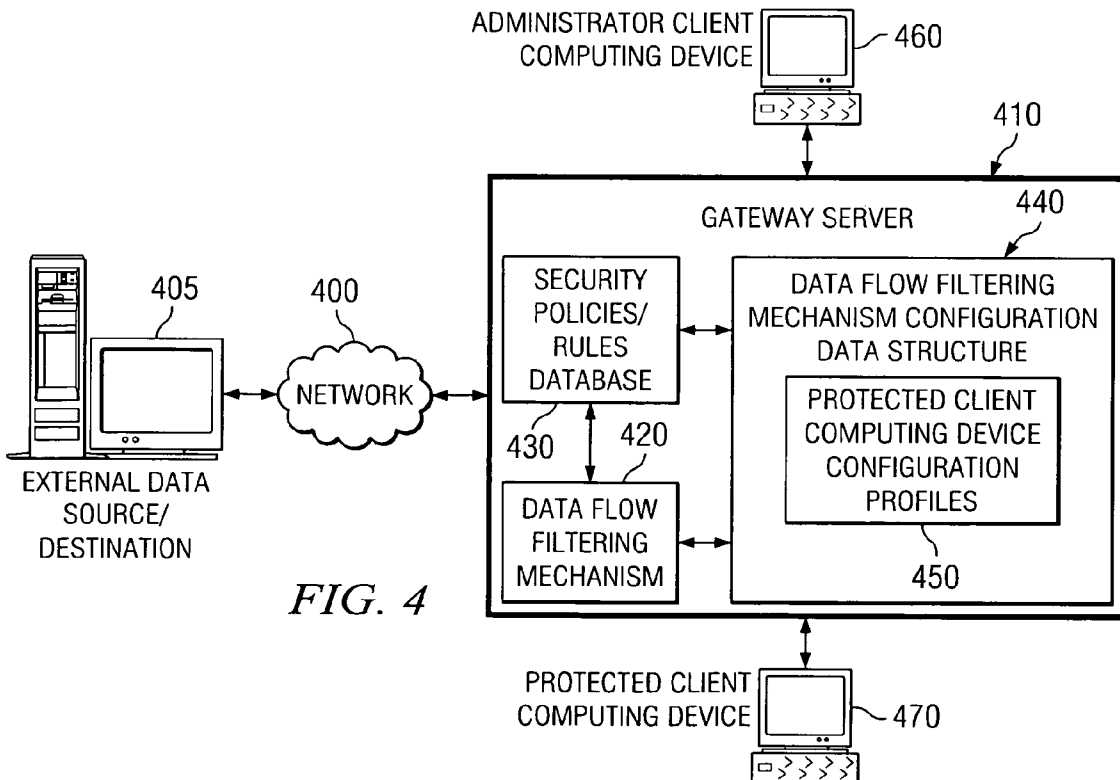 ADMINISTRATOR CLIENT
COMPUTING DEVICE
460
410
GATEWAY SERVER
440
SECURITY
POLICIES/
RULES
DATABASE
430
420
DATA FLOW
FILTERING
MECHANISM
DATA FLOW FILTERING
MECHANISM CONFIGURATION
DATA STRUCTURE
PROTECTED CLIENT
COMPUTING DEVICE
CONFIGURATION
PROFILES
450
405
400
NETWORK
EXTERNAL DATA
SOURCE/
DESTINATION
FIG. 4
PROTECTED CLIENT
COMPUTING DEVICE
470